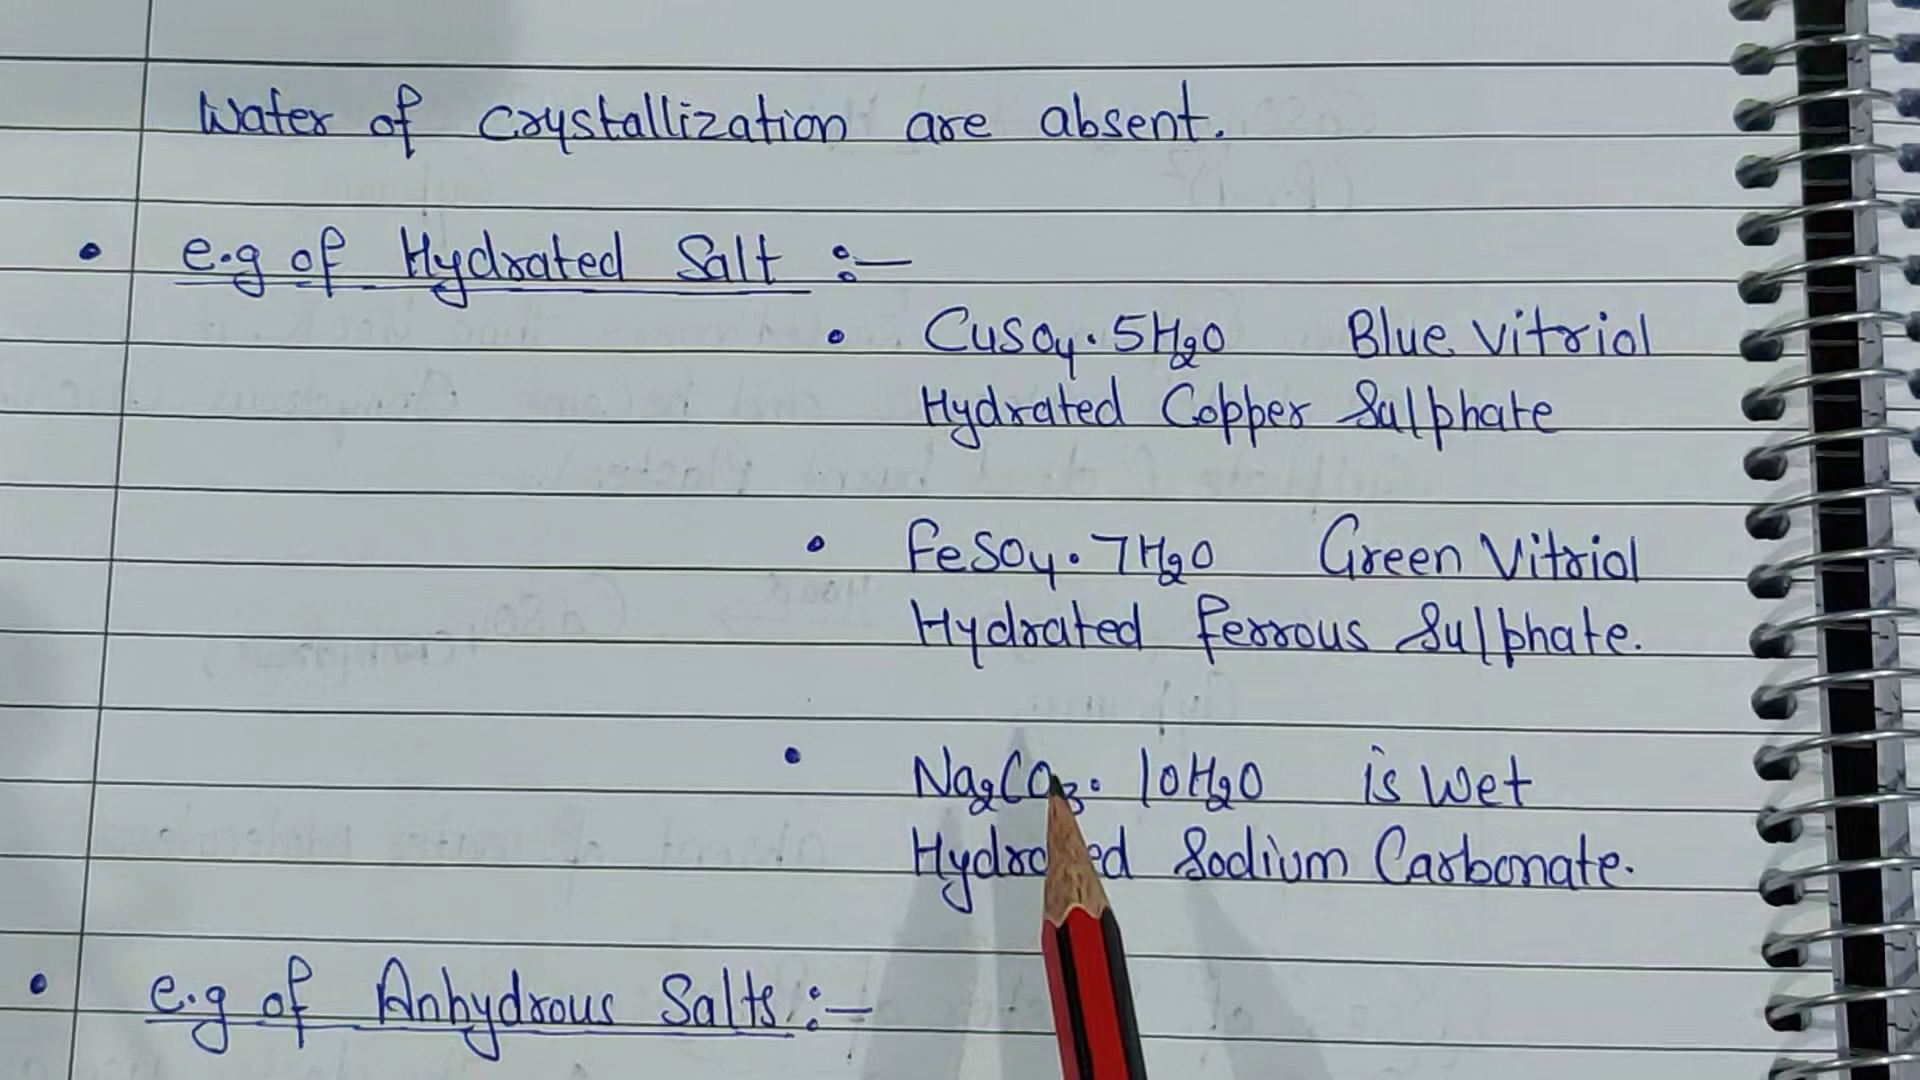 Water of crystallization are absent.
• e.g of Hydrated Salt :—
• CuSO4·5H2O Blue Vitriol
Hydrated Copper Sulphate
• FeSO4·7H2O Green Vitriol
Hydrated Ferrous Sulphate.
• Na2CO3·10H2O is Wet
Hydrated Sodium Carbonate.
• e.g of Anhydrous Salts :—